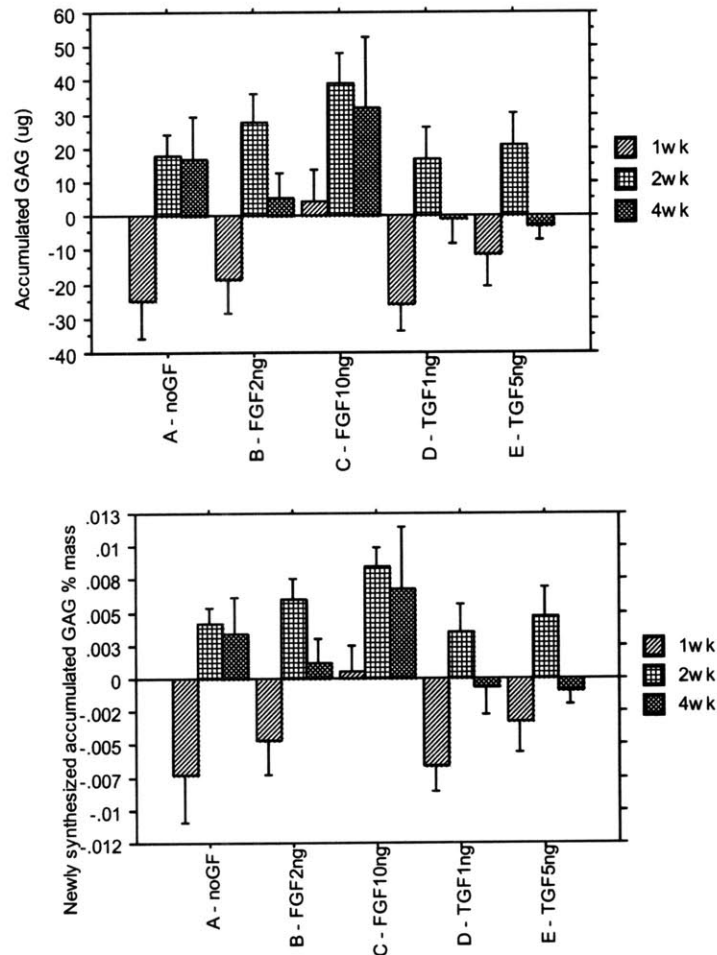 Accumulated GAG (ug)
60
50
40
30
20
10
0
-10
-20
-30
-40
A - noGF
B - FGF2ng
C - FGF10ng
D - TGF1ng
E - TGF5ng
1wk
2wk
4wk
Newly synthesized accumulated GAG % mass
.013
.01
.008
.005
.003
0
-.002
-.005
-.007
-.01
-.012
A - noGF
B - FGF2ng
C - FGF10ng
D - TGF1ng
E - TGF5ng
1wk
2wk
4wk